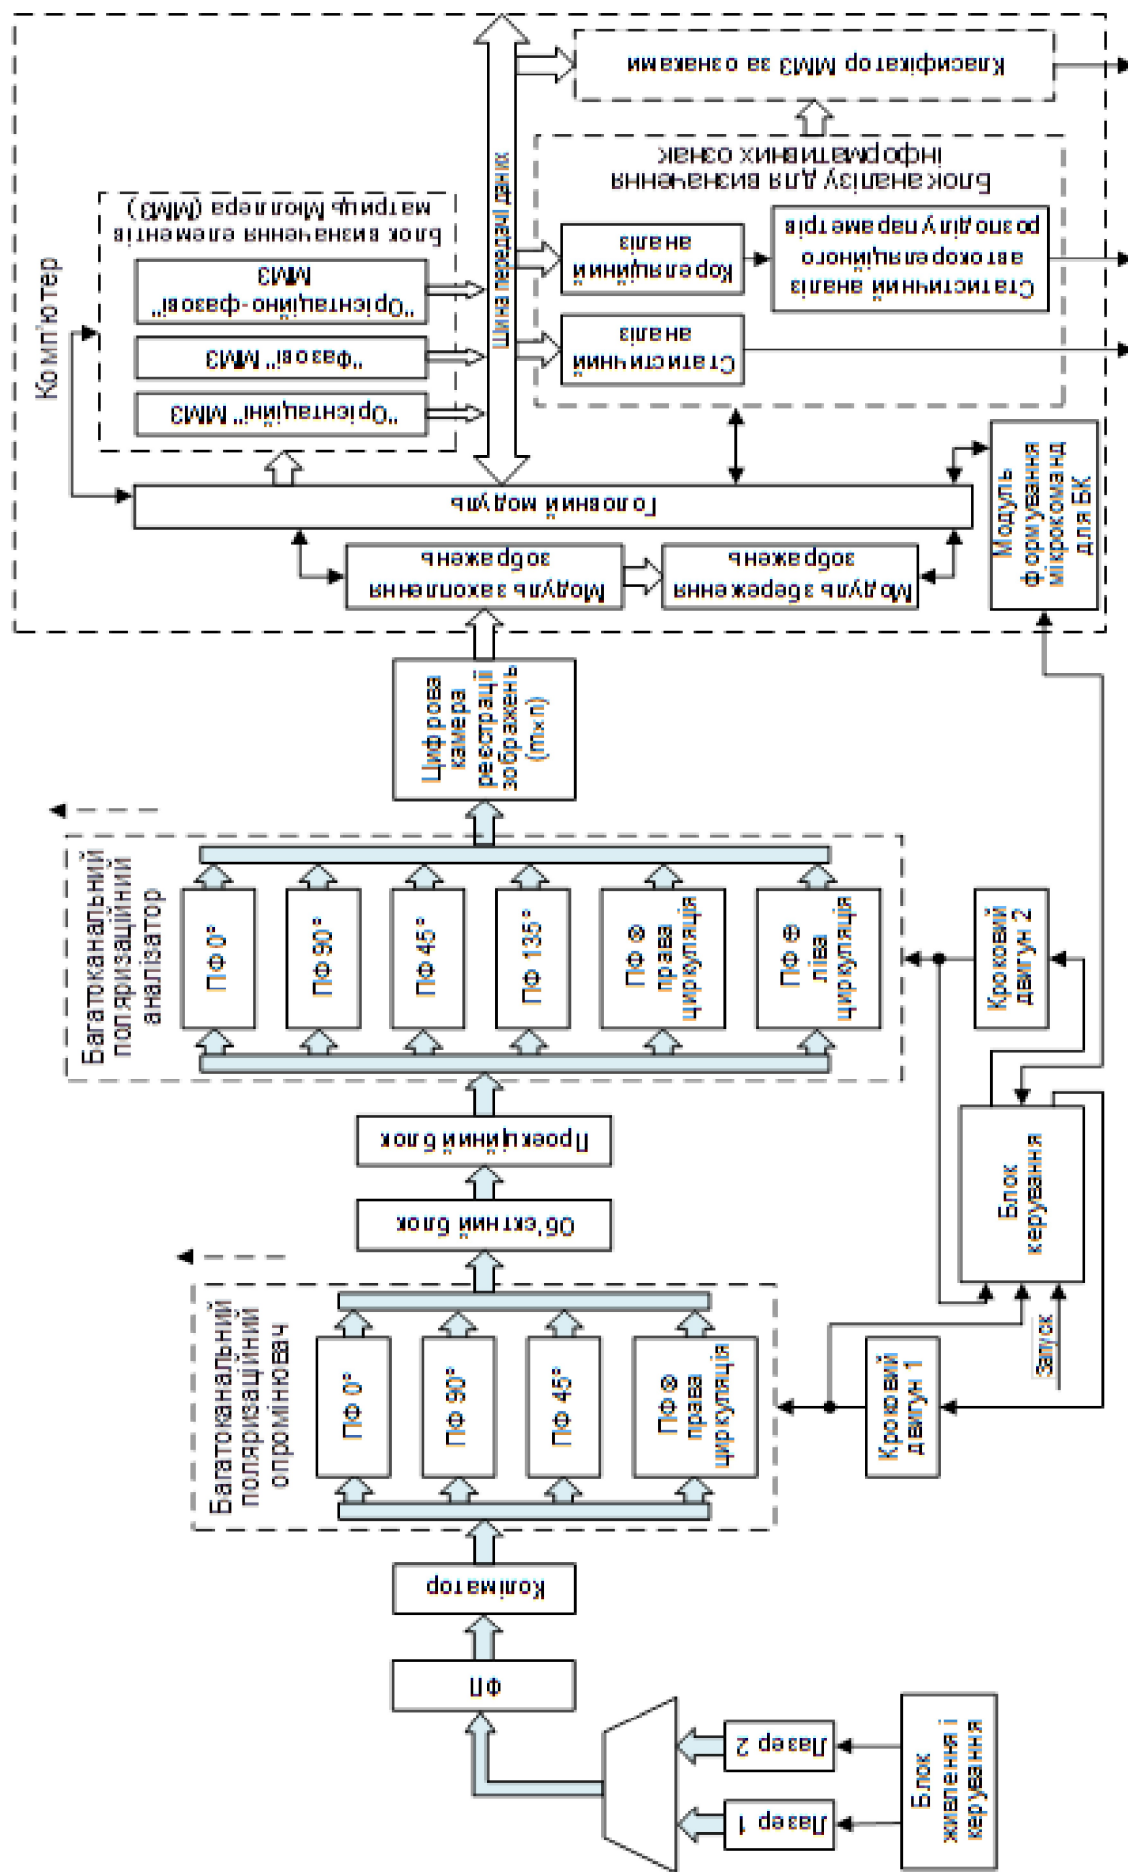 Блок
живлення і
керування
Лазер 1
Лазер 2
ФП
Коліматор
Багатоканальний
поляризаційний
опромінювач
ПФ 0°
ПФ 90°
ПФ 45°
ПФ ⊗
права
циркуляція
Кроковий
двигун 1
Запуск
Блок
керування
Об'єктний блок
Проекційний блок
Багатоканальний
поляризаційний
аналізатор
ПФ 0°
ПФ 90°
ПФ 45°
ПФ 135°
ПФ ⊗
права
циркуляція
ПФ ⊕
ліва
циркуляція
Кроковий
двигун 2
Цифрова
камера
реєстрації
зображень
(m×n)
Комп'ютер
Модуль захоплення
зображень
Модуль збереження
зображень
Головний модуль
Модуль
формування
мікрокоманд
для БК
Блок визначення елементів
матриць Мюллера (ММЗ)
"Орієнтаційні" ММЗ
"Фазові" ММЗ
"Орієнтаційно-фазові"
ММЗ
Шина передачі даних
Блок аналізу для визначення
інформативних ознак
Статистичний
аналіз
Кореляційний
аналіз
Статистичний аналіз
автокореляційного
розподілу параметрів
Класифікатор ММЗ за ознаками